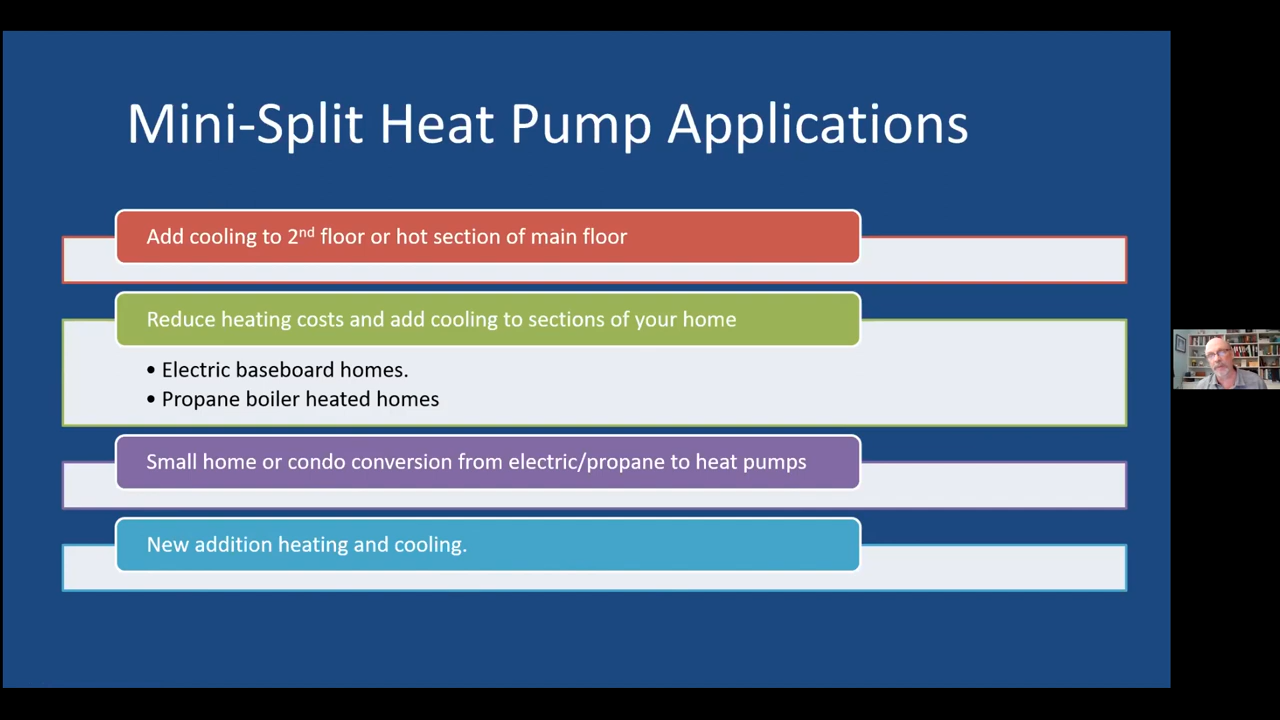 Mini-Split Heat Pump Applications
Add cooling to 2nd floor or hot section of main floor
Reduce heating costs and add cooling to sections of your home
• Electric baseboard homes.
• Propane boiler heated homes
Small home or condo conversion from electric/propane to heat pumps
New addition heating and cooling.